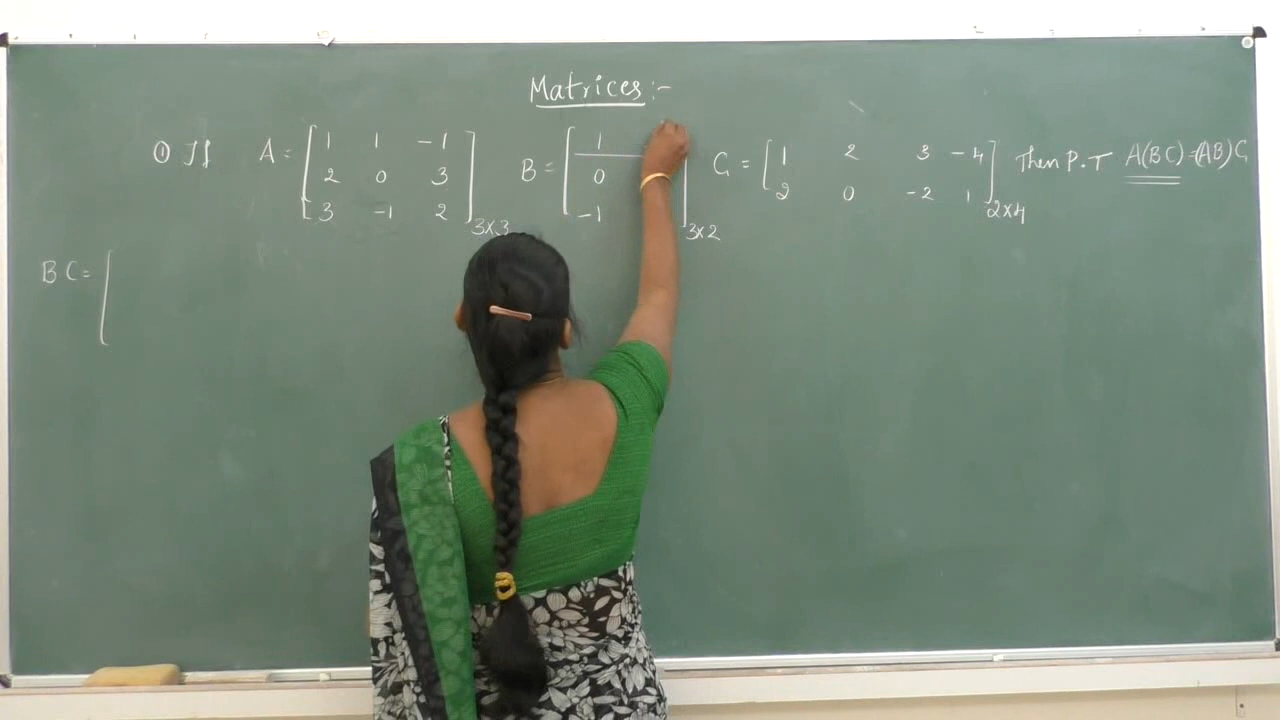 Matrices:-
① If A = [ 1 1 -1 B = [ 1 C = [ 1 2 3 -4 ] Then P.T A(BC) = (AB)C
2 0 3 0 2 0 -2 1 2x4
3 -1 2 ] 3x3 -1 ] 3x2
BC = [